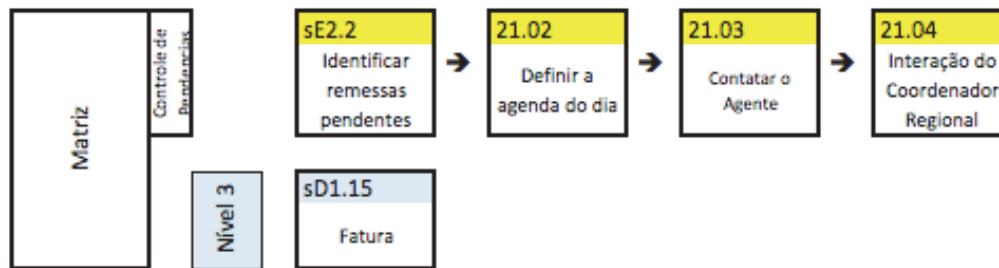 Matriz
Controle de
Pendencias
sE2.2
Identificar
remessas
pendentes
21.02
Definir a
agenda do dia
21.03
Contatar o
Agente
21.04
Interação do
Coordenador
Regional
Nível 3
sD1.15
Fatura